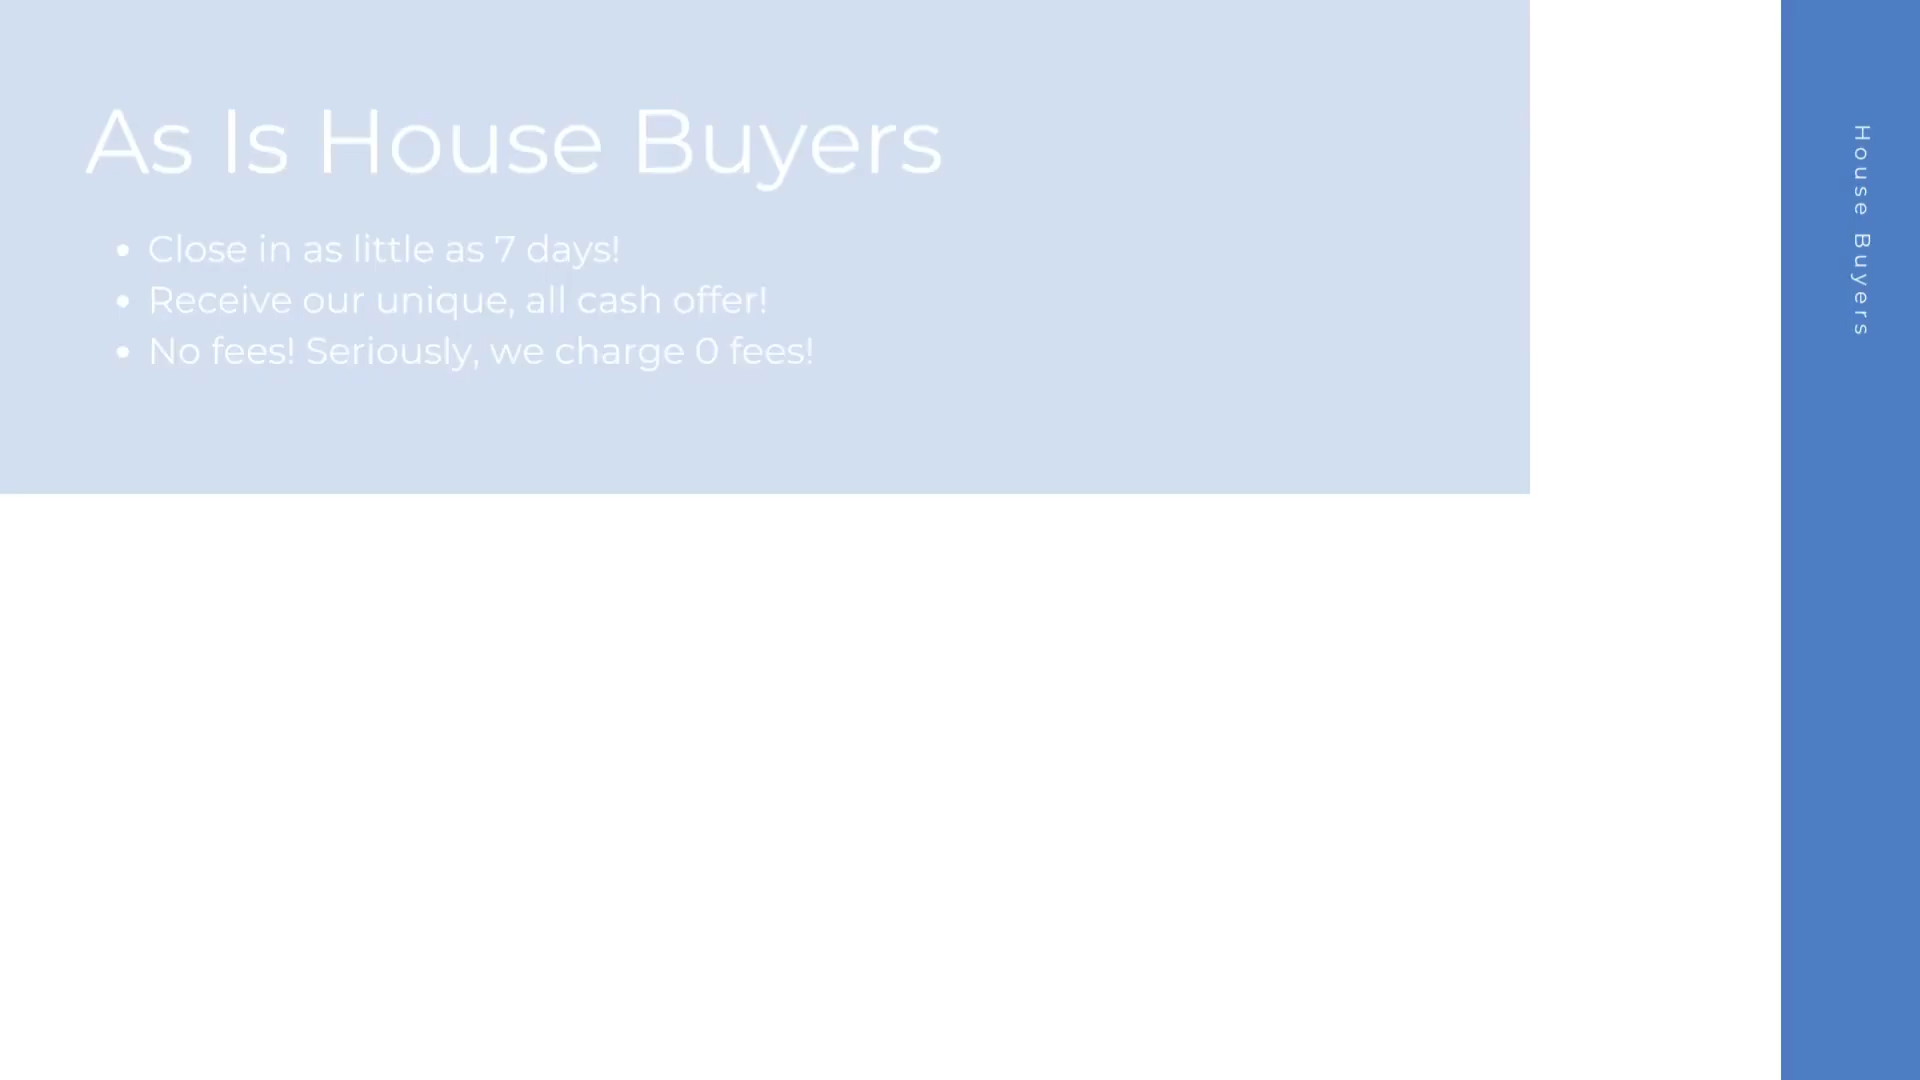 As Is House Buyers
• Close in as little as 7 days!
• Receive our unique, all cash offer!
• No fees! Seriously, we charge 0 fees!
House Buyers